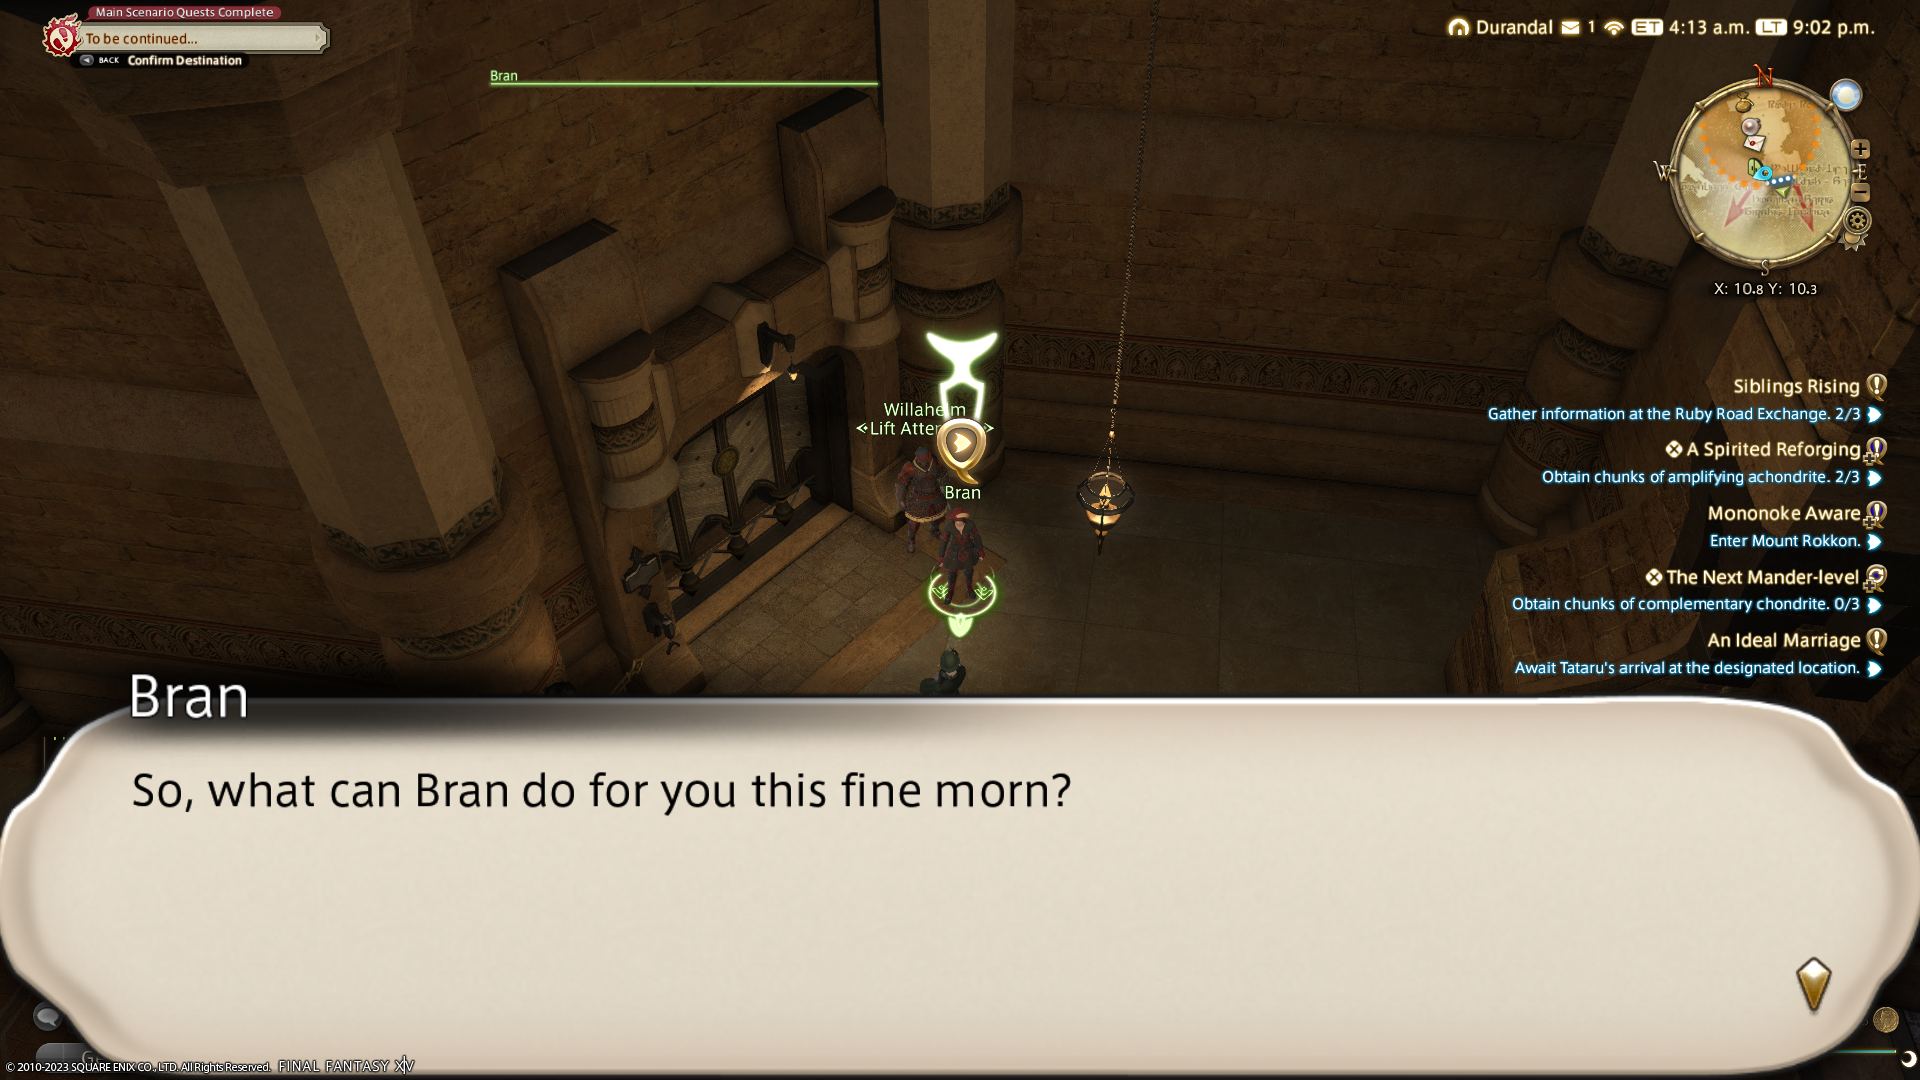 Main Scenario Quests Complete
To be continued...
BACK Confirm Destination
Bran
Durandal 1 ET 4:13 a.m. LT 9:02 p.m.
N
W
E
S
X: 10.8 Y: 10.3
Siblings Rising
Gather information at the Ruby Road Exchange. 2/3
A Spirited Reforging
Obtain chunks of amplifying achondrite. 2/3
Mononoke Aware
Enter Mount Rokkon.
The Next Mander-level
Obtain chunks of complementary chondrite. 0/3
An Ideal Marriage
Await Tataru's arrival at the designated location.
Willahelm
Lift
Bran
Bran
So, what can Bran do for you this fine morn?
© 2010-2023 SQUARE ENIX CO., LTD. All Rights Reserved. FINAL FANTASY XIV